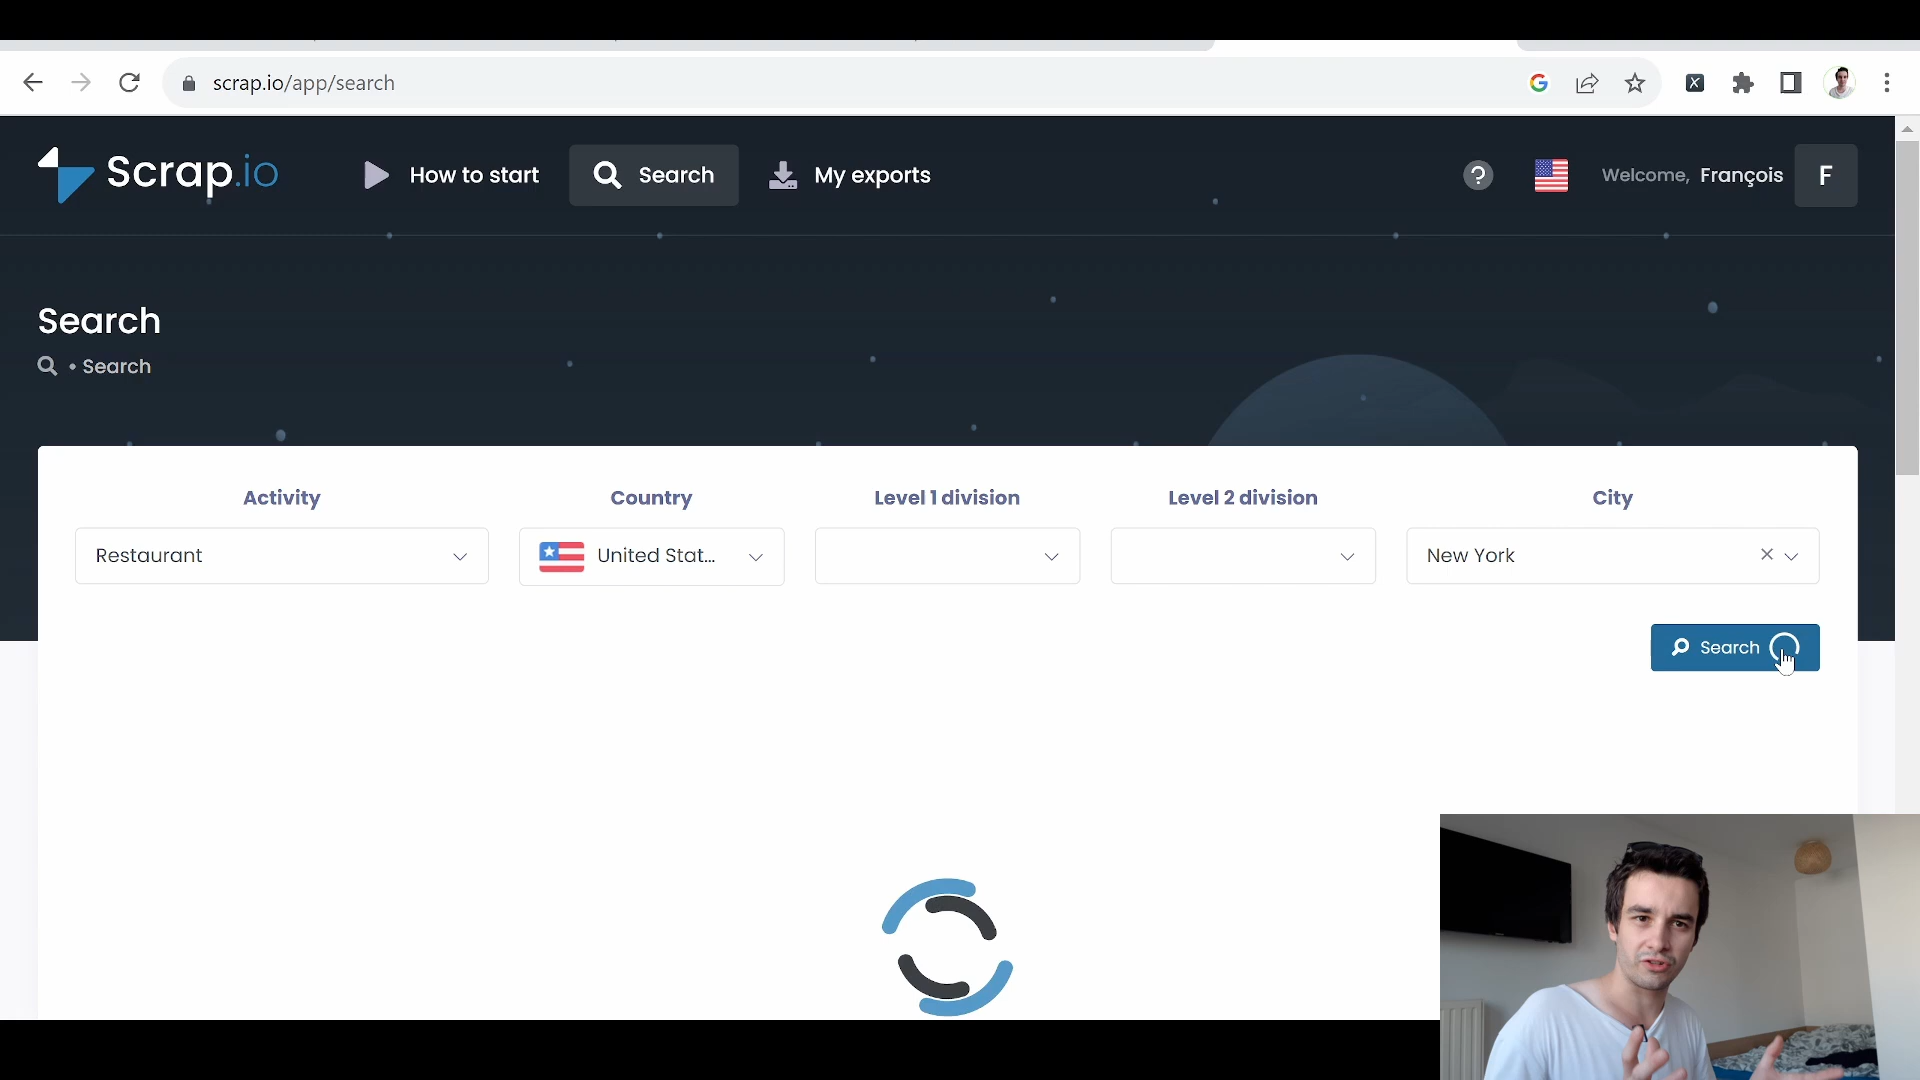 scrap.io/app/search
Scrap.io
How to start
Search
My exports
Welcome, François
F
Search
• Search
Activity
Country
Level 1 division
Level 2 division
City
Restaurant
United Stat...
New York
Search